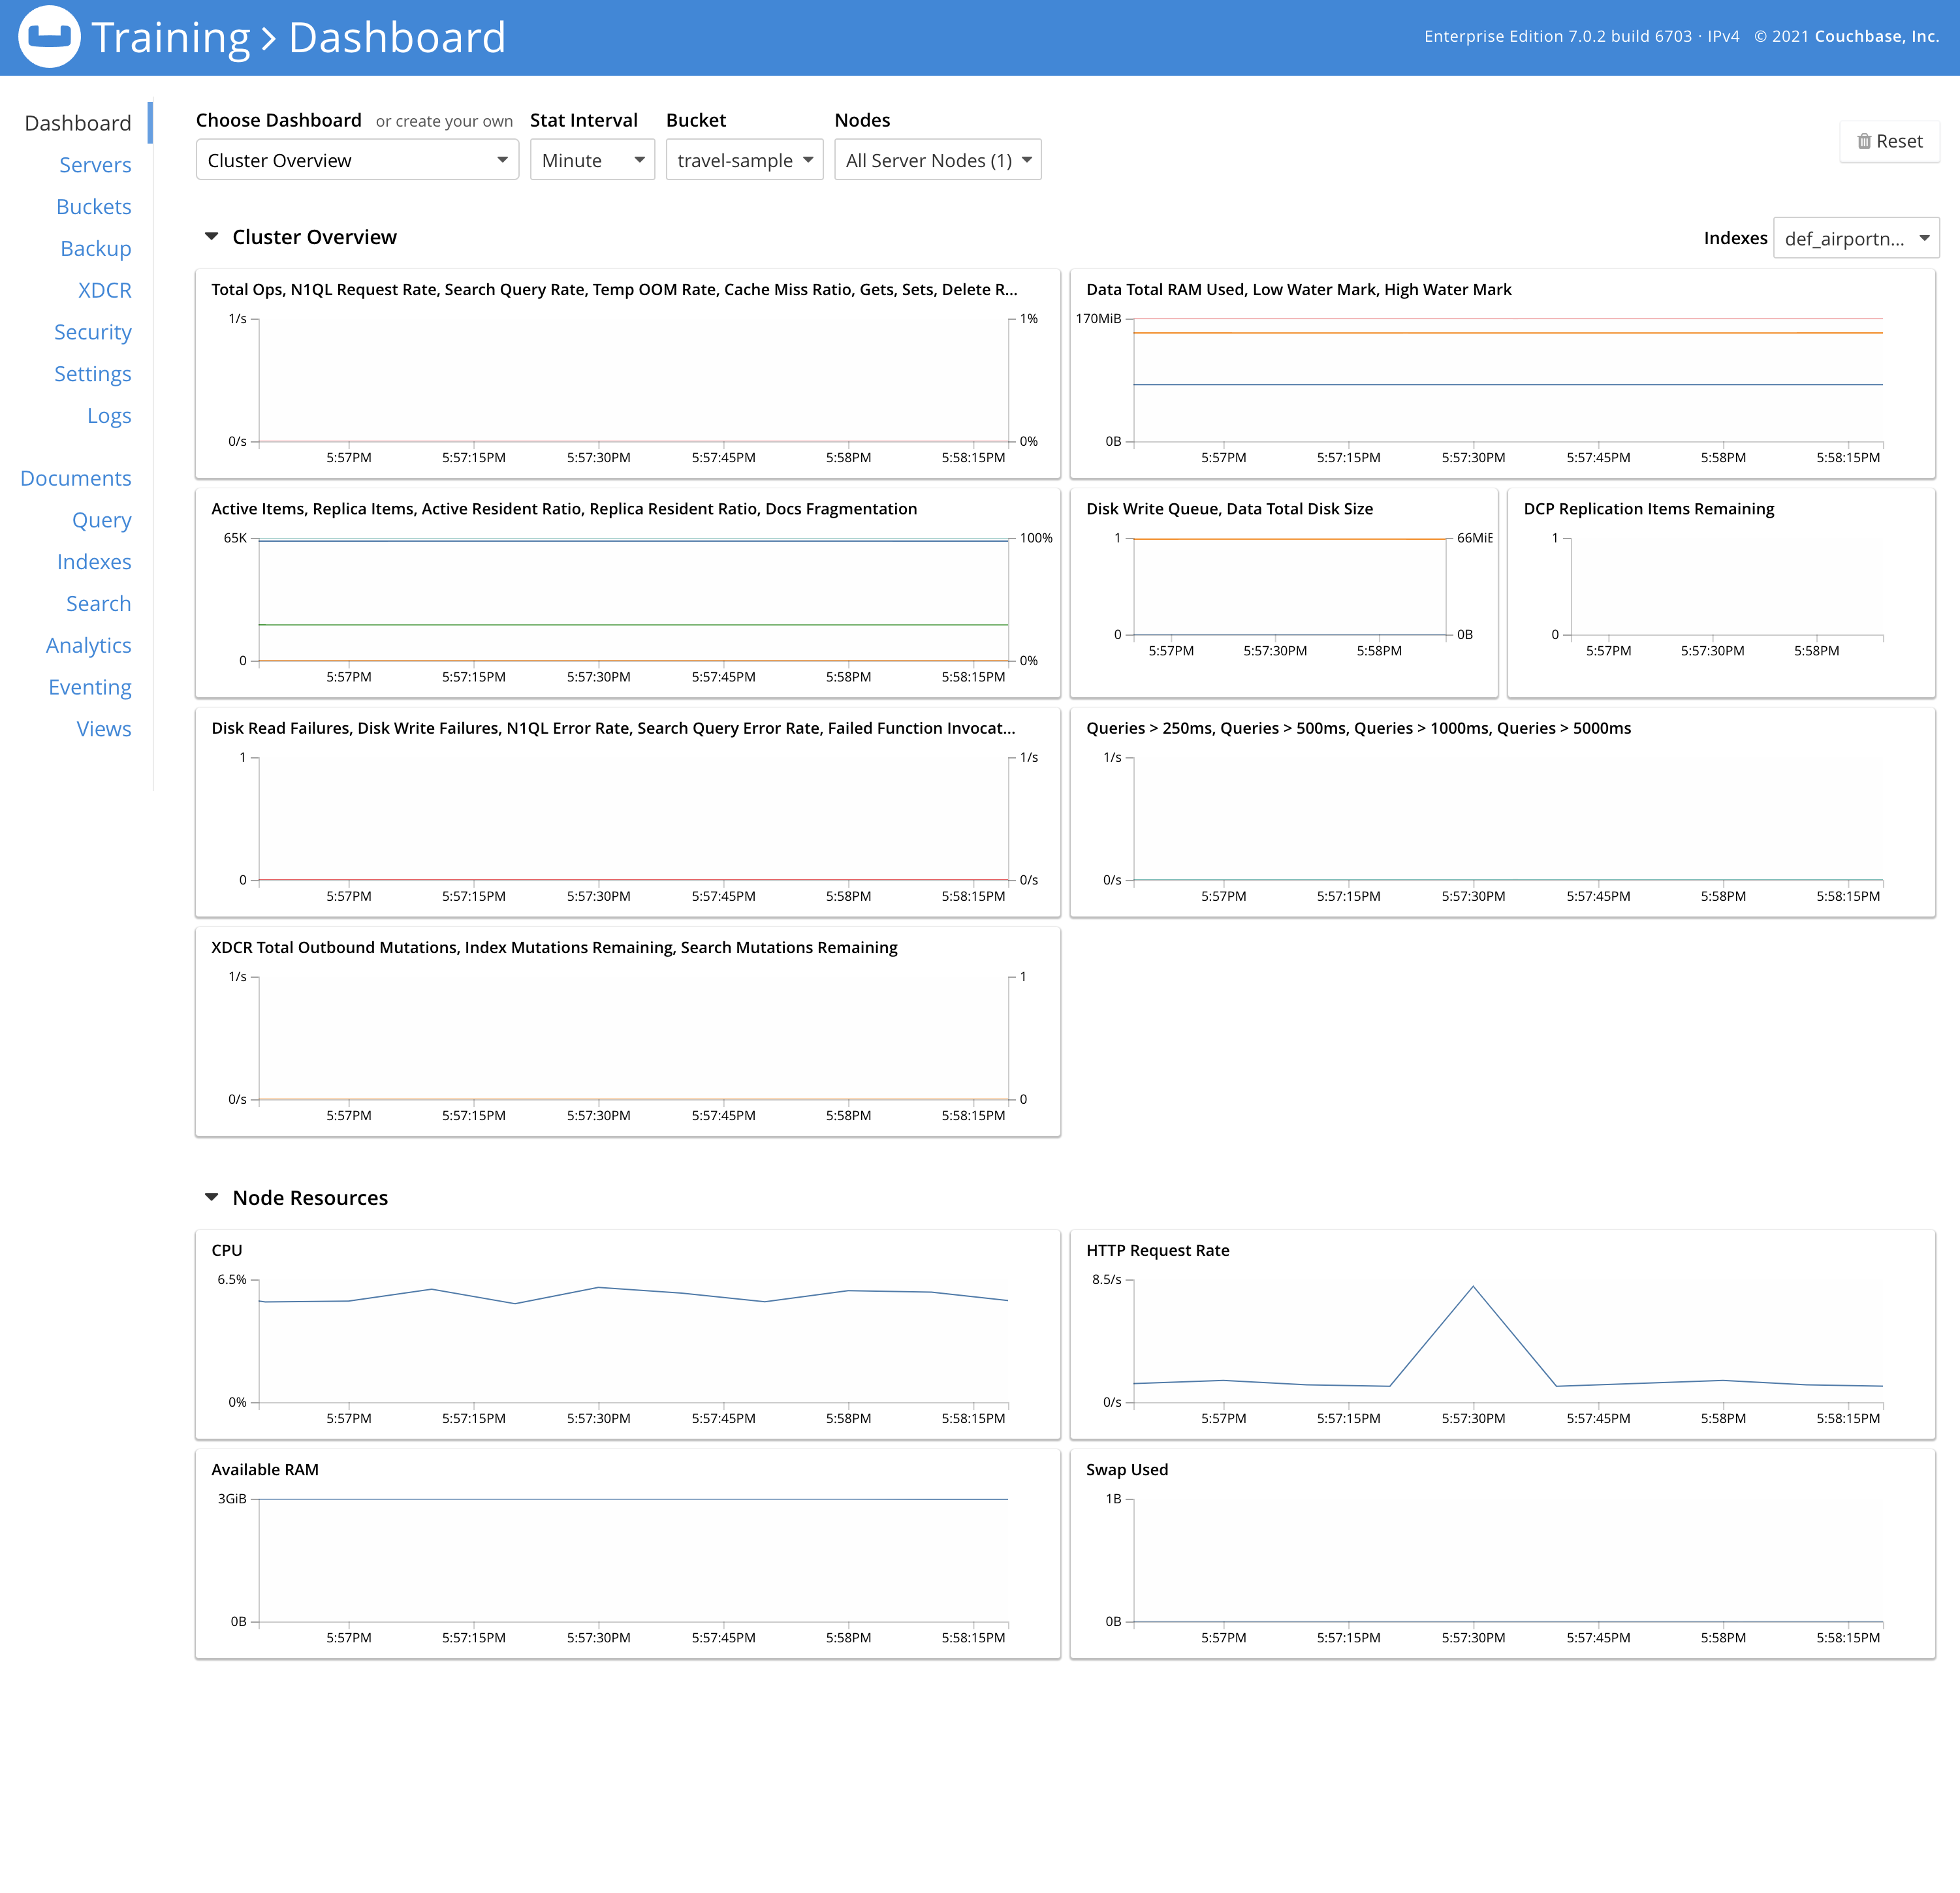 Training > Dashboard
Enterprise Edition 7.0.2 build 6703 · IPv4 © 2021 Couchbase, Inc.
Dashboard
Servers
Buckets
Backup
XDCR
Security
Settings
Logs
Documents
Query
Indexes
Search
Analytics
Eventing
Views
Choose Dashboard or create your own Stat Interval Bucket Nodes
Cluster Overview Minute travel-sample All Server Nodes (1)
Reset
Cluster Overview
Indexes def_airportn...
Total Ops, N1QL Request Rate, Search Query Rate, Temp OOM Rate, Cache Miss Ratio, Gets, Sets, Delete R...
1/s 1%
0/s 0%
5:57PM 5:57:15PM 5:57:30PM 5:57:45PM 5:58PM 5:58:15PM
Data Total RAM Used, Low Water Mark, High Water Mark
170MiB
0B
5:57PM 5:57:15PM 5:57:30PM 5:57:45PM 5:58PM 5:58:15PM
Active Items, Replica Items, Active Resident Ratio, Replica Resident Ratio, Docs Fragmentation
65K 100%
0 0%
5:57PM 5:57:15PM 5:57:30PM 5:57:45PM 5:58PM 5:58:15PM
Disk Write Queue, Data Total Disk Size
1 66MiB
0 0B
5:57PM 5:57:30PM 5:58PM
DCP Replication Items Remaining
1
0
5:57PM 5:57:30PM 5:58PM
Disk Read Failures, Disk Write Failures, N1QL Error Rate, Search Query Error Rate, Failed Function Invocat...
1 1/s
0 0/s
5:57PM 5:57:15PM 5:57:30PM 5:57:45PM 5:58PM 5:58:15PM
Queries > 250ms, Queries > 500ms, Queries > 1000ms, Queries > 5000ms
1/s
0/s
5:57PM 5:57:15PM 5:57:30PM 5:57:45PM 5:58PM 5:58:15PM
XDCR Total Outbound Mutations, Index Mutations Remaining, Search Mutations Remaining
1/s 1
0/s 0
5:57PM 5:57:15PM 5:57:30PM 5:57:45PM 5:58PM 5:58:15PM
Node Resources
CPU
6.5%
0%
5:57PM 5:57:15PM 5:57:30PM 5:57:45PM 5:58PM 5:58:15PM
HTTP Request Rate
8.5/s
0/s
5:57PM 5:57:15PM 5:57:30PM 5:57:45PM 5:58PM 5:58:15PM
Available RAM
3GiB
0B
5:57PM 5:57:15PM 5:57:30PM 5:57:45PM 5:58PM 5:58:15PM
Swap Used
1B
0B
5:57PM 5:57:15PM 5:57:30PM 5:57:45PM 5:58PM 5:58:15PM